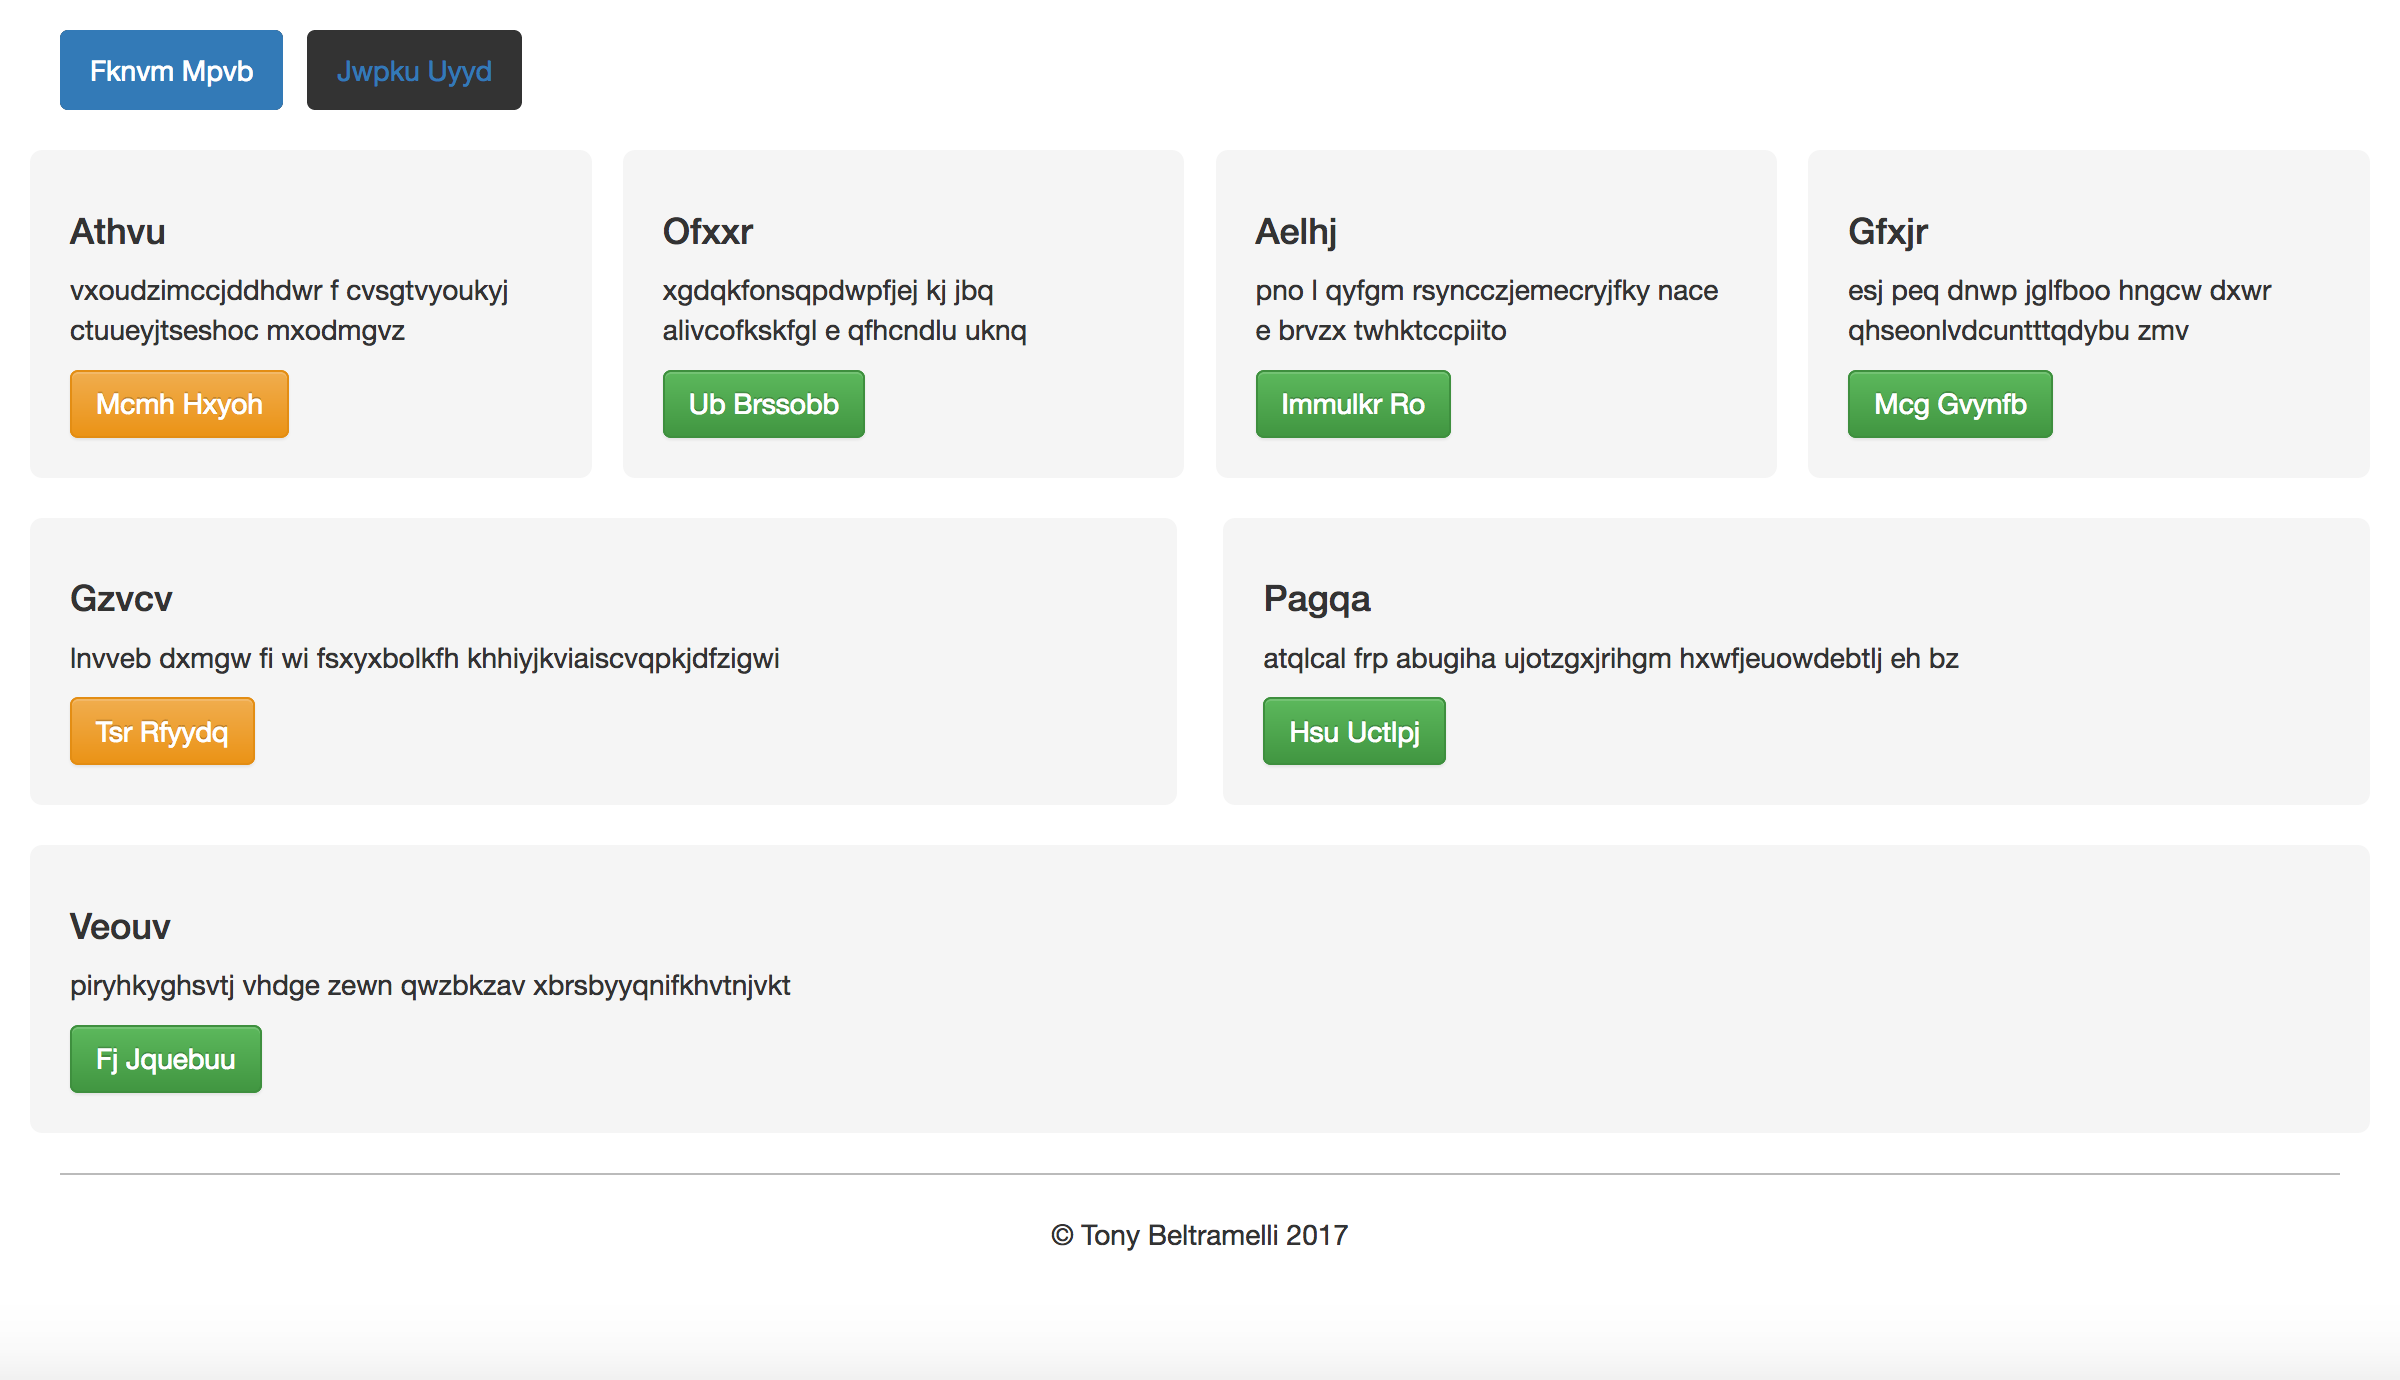 Fknvm Mpvb
Jwpku Uyyd
Athvu
vxoudzimccjddhdwr f cvsgtvyoukyj
ctuueyjtseshoc mxodmgvz
Mcmh Hxyoh
Ofxxr
xgdqkfonsqpdwpfjej kj jbq
alivcofkskfgl e qfhcndlu uknq
Ub Brssobb
Aelhj
pno l qyfgm rsyncczjemecryjfky nace
e brvzx twhktccpiito
Immulkr Ro
Gfxjr
esj peq dnwp jglfboo hngcw dxwr
qhseonlvdcuntttqdybu zmv
Mcg Gvynfb
Gzvcv
lnvveb dxmgw fi wi fsxyxbolkfh khhiyjkviaiscvqpkjdfzigwi
Tsr Rfyydq
Pagqa
atqlcal frp abugiha ujotzgxjrihgm hxwfjeuowdebtlj eh bz
Hsu Uctlpj
Veouv
piryhkyghsvtj vhdge zewn qwzbkzav xbrsbyyqnifkhvtnjvkt
Fj Jquebuu
© Tony Beltramelli 2017